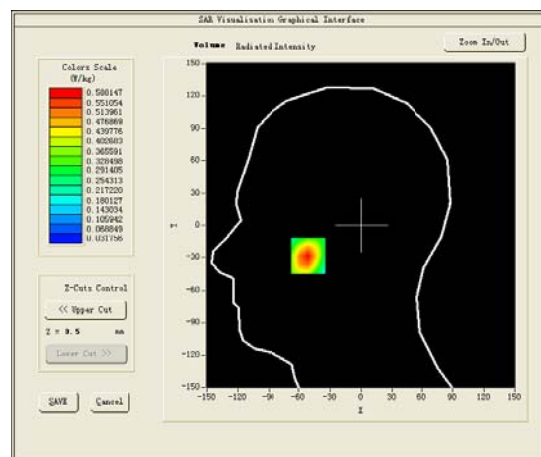 SAR Visualisation Graphical Interface
Volume Radiated Intensity
Zoom In/Out
Colors Scale
(W/kg)
0.588147
0.551054
0.513961
0.476869
0.439776
0.402683
0.365591
0.328498
0.291405
0.254313
0.217220
0.180127
0.143034
0.105942
0.068849
0.031756
Z-Cuts Control
<< Upper Cut
Z = 3.5 mm
Lower Cut >>
SAVE Cancel
150
120
90
60
30
0
-30
-60
-90
-120
-150
Y
-150 -120 -90 -60 -30 0 30 60 90 120 150
X